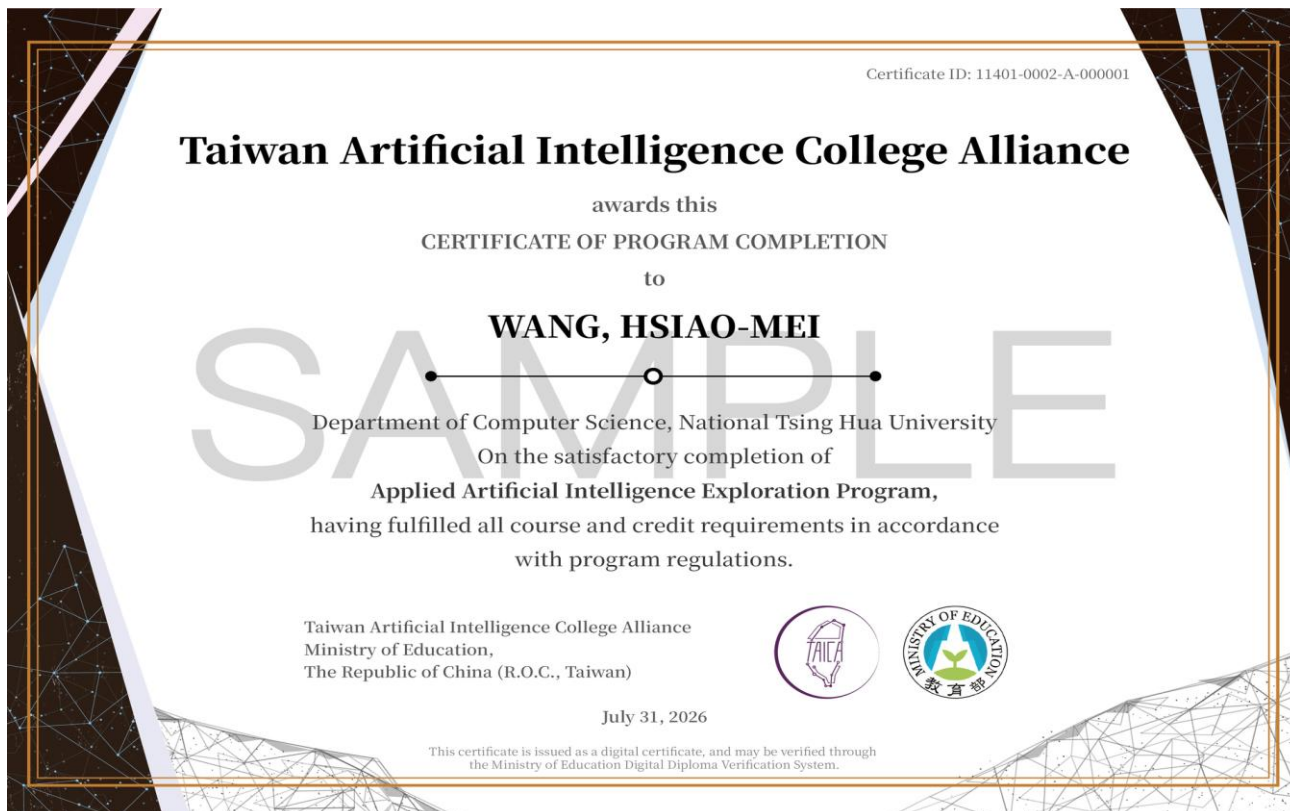 Certificate ID: 11401-0002-A-000001
Taiwan Artificial Intelligence College Alliance
awards this
CERTIFICATE OF PROGRAM COMPLETION
to
WANG, HSIAO-MEI
SAMPLE
Department of Computer Science, National Tsing Hua University
On the satisfactory completion of
Applied Artificial Intelligence Exploration Program,
having fulfilled all course and credit requirements in accordance
with program regulations.
Taiwan Artificial Intelligence College Alliance
Ministry of Education,
The Republic of China (R.O.C., Taiwan)
TAICA
MINISTRY OF EDUCATION
教育部
July 31, 2026
This certificate is issued as a digital certificate, and may be verified through
the Ministry of Education Digital Diploma Verification System.